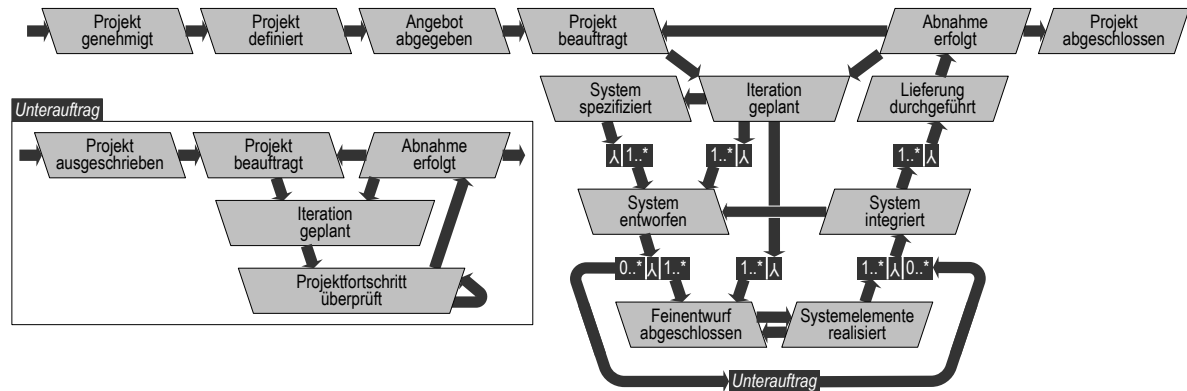 Projekt
genehmigt
Projekt
definiert
Angebot
abgegeben
Projekt
beauftragt
Abnahme
erfolgt
Projekt
abgeschlossen
System
spezifiziert
Iteration
geplant
Lieferung
durchgeführt
Unterauftrag
Projekt
ausgeschrieben
Projekt
beauftragt
Abnahme
erfolgt
Iteration
geplant
Projektfortschritt
überprüft
1..*
1..*
1..*
System
entworfen
System
integriert
0..*
1..*
1..*
1..*
0..*
Feinentwurf
abgeschlossen
Systemelemente
realisiert
Unterauftrag